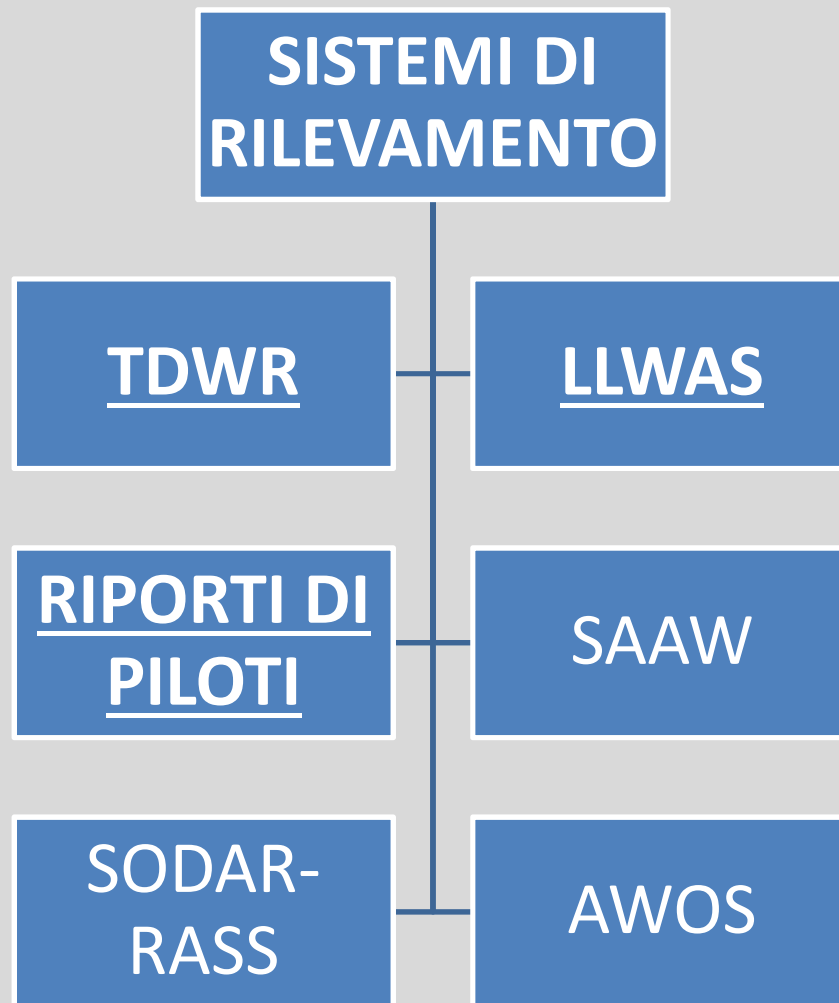 SISTEMI DI
RILEVAMENTO
TDWR
LLWAS
RIPORTI DI
PILOTI
SAAW
SODAR-
RASS
AWOS